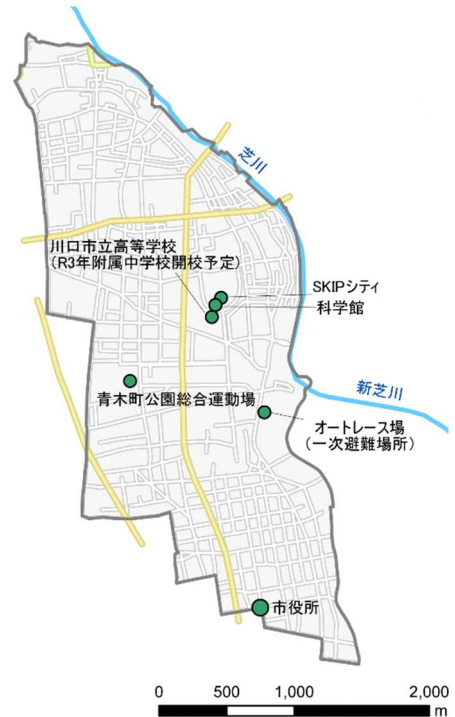 芝川
川口市立高等学校
（R3年附属中学校開校予定）
SKIPシティ
科学館
新芝川
青木町公園総合運動場
オートレース場
（一次避難場所）
市役所
0 500 1,000 2,000
m